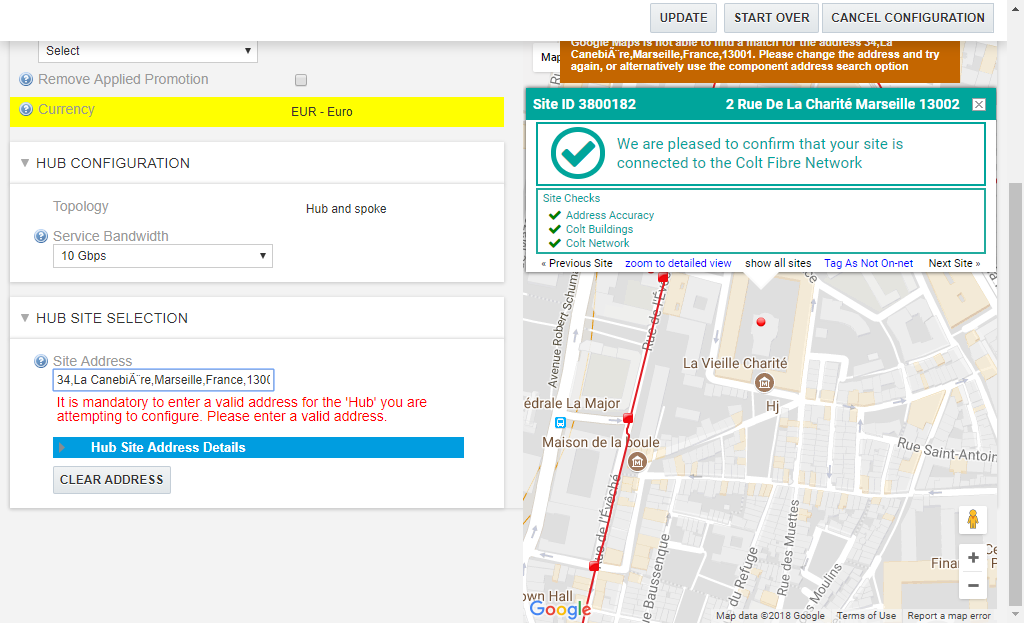 UPDATE
START OVER
CANCEL CONFIGURATION
Select
Remove Applied Promotion
Currency
EUR - Euro
HUB CONFIGURATION
Topology
Hub and spoke
Service Bandwidth
10 Gbps
HUB SITE SELECTION
Site Address
34,La CanebiÃ¨re,Marseille,France,1300
It is mandatory to enter a valid address for the 'Hub' you are
attempting to configure. Please enter a valid address.
Hub Site Address Details
CLEAR ADDRESS
Map
Google Maps is not able to find a match for the address 34,La
CanebiÃ¨re,Marseille,France,13001. Please change the address and try
again, or alternatively use the component address search option
Site ID 3800182
2 Rue De La Charité Marseille 13002
We are pleased to confirm that your site is
connected to the Colt Fibre Network
Site Checks
Address Accuracy
Colt Buildings
Colt Network
« Previous Site
zoom to detailed view
show all sites
Tag As Not On-net
Next Site »
Avenue Robert Schuma
Rue de l'Évêché
La Vieille Charité
Hj
édrale La Major
Maison de la boule
Rue Saint-Antoin
Rue de l'Évêché
Rue Baussenque
du Refuge
Rue des Muettes
Moulins
own Hall
Google
Map data ©2018 Google
Terms of Use
Report a map error